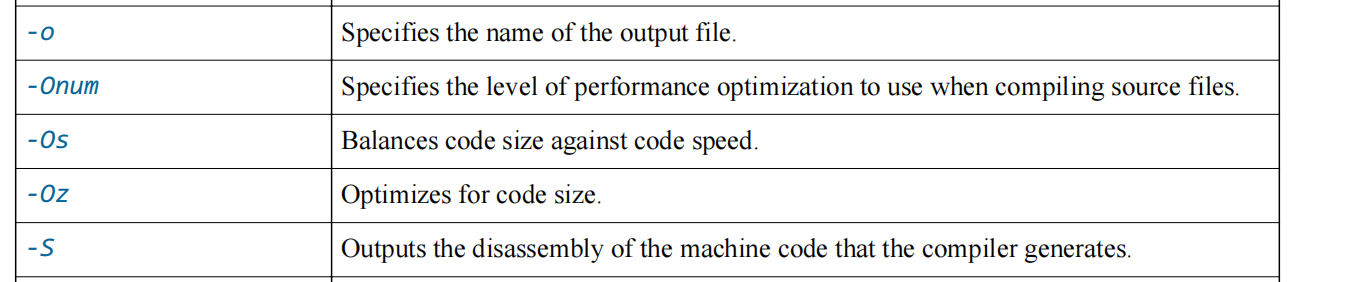 -o Specifies the name of the output file.
-Onum Specifies the level of performance optimization to use when compiling source files.
-Os Balances code size against code speed.
-Oz Optimizes for code size.
-S Outputs the disassembly of the machine code that the compiler generates.